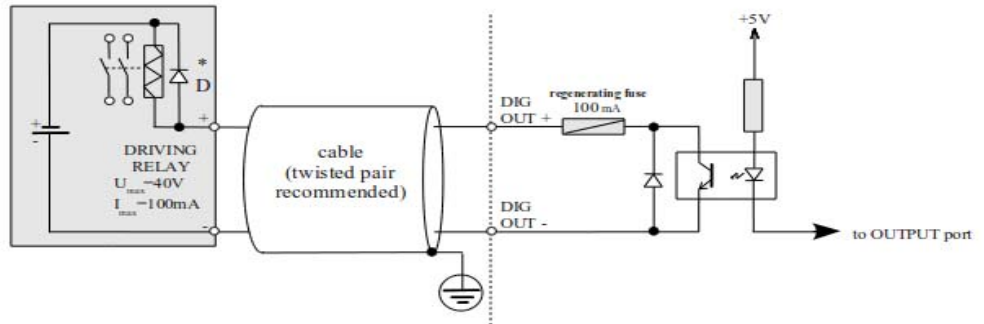 +5V
*
D
+
DRIVING
RELAY
Umax=40V
Imax=100mA
+
-
-
cable
(twisted pair
recommended)
DIG
OUT +
regenerating fuse
100 mA
DIG
OUT -
to OUTPUT port